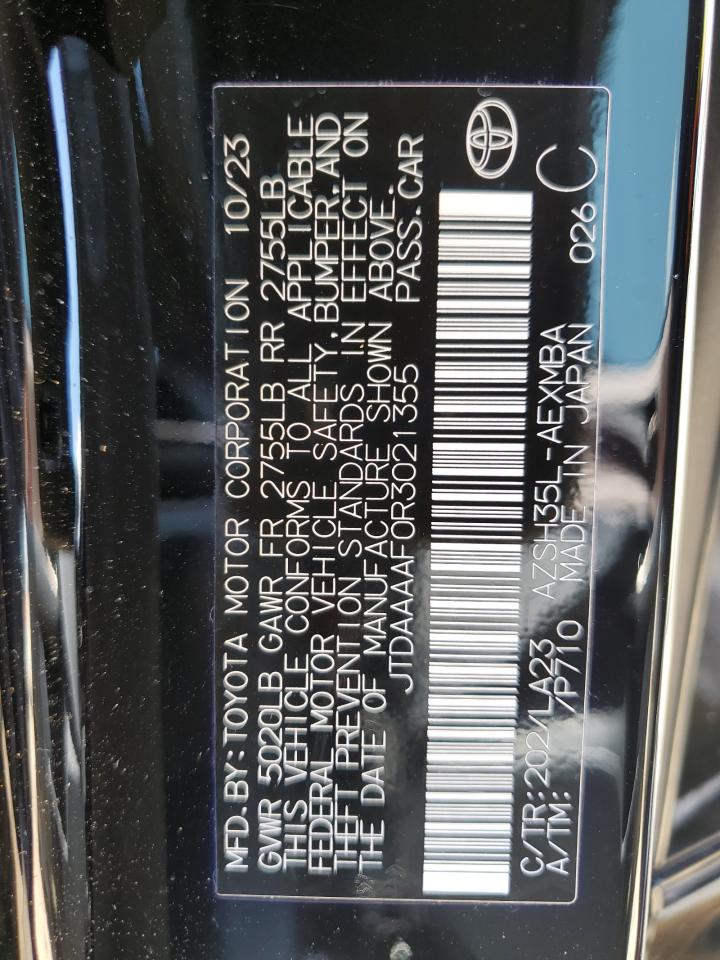 MFD.BY:TOYOTA MOTOR CORPORATION 10/23
GVWR 5020LB GAWR FR 2755LB RR 2755LB
THIS VEHICLE CONFORMS TO ALL APPLICABLE
FEDERAL MOTOR VEHICLE SAFETY,BUMPER,AND
THEFT PREVENTION STANDARDS IN EFFECT ON
THE DATE OF MANUFACTURE SHOWN ABOVE.
JTDAAAAF0R3021355 PASS.CAR
C/TR:202/LA23 AZSH35L-AEXMBA 026 C
A/TM: /P710 MADE IN JAPAN